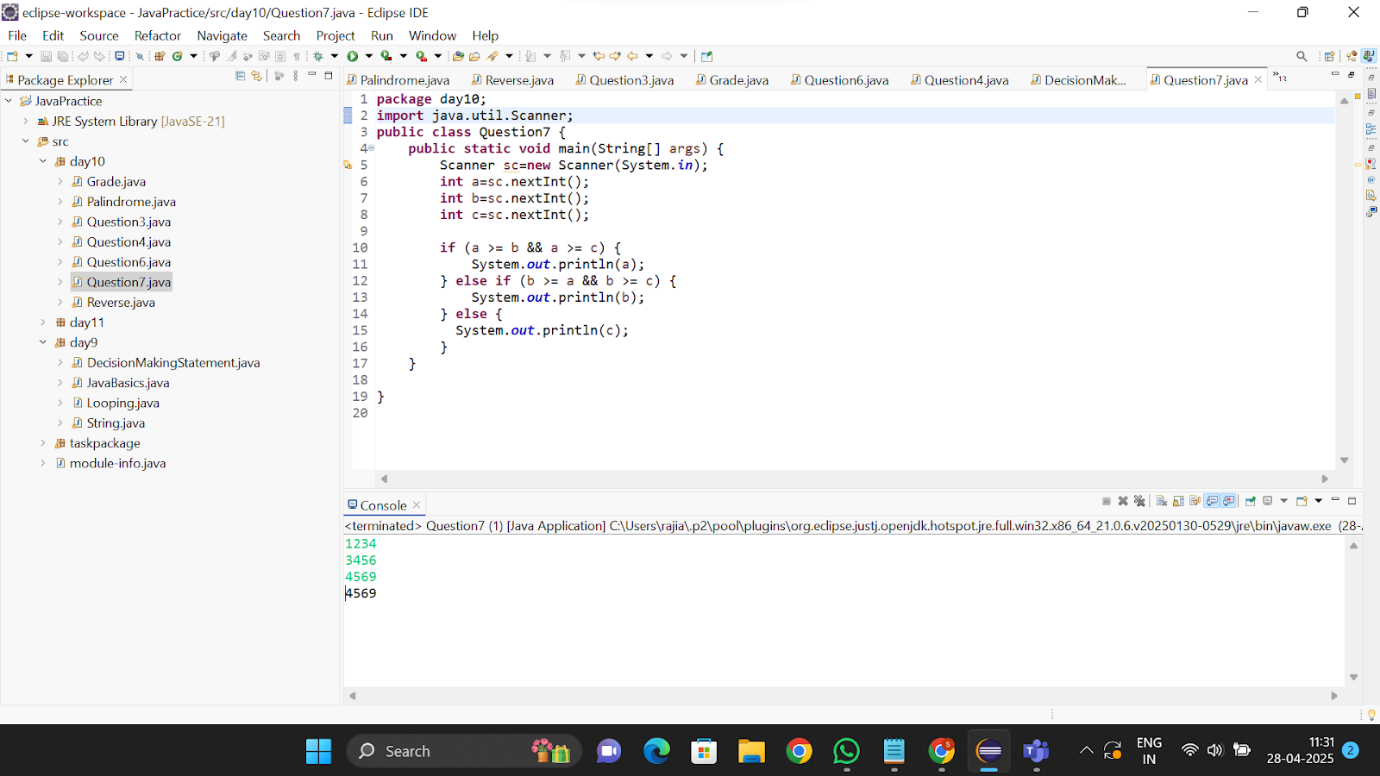 eclipse-workspace - JavaPractice/src/day10/Question7.java - Eclipse IDE
File Edit Source Refactor Navigate Search Project Run Window Help
Package Explorer
JavaPractice
JRE System Library [JavaSE-21]
src
day10
Grade.java
Palindrome.java
Question3.java
Question4.java
Question6.java
Question7.java
Reverse.java
day11
day9
DecisionMakingStatement.java
JavaBasics.java
Looping.java
String.java
taskpackage
module-info.java
Palindrome.java Reverse.java Question3.java Grade.java Question6.java Question4.java DecisionMak... Question7.java »13
1 package day10;
2 import java.util.Scanner;
3 public class Question7 {
4 public static void main(String[] args) {
5 Scanner sc=new Scanner(System.in);
6 int a=sc.nextInt();
7 int b=sc.nextInt();
8 int c=sc.nextInt();
9
10 if (a >= b && a >= c) {
11 System.out.println(a);
12 } else if (b >= a && b >= c) {
13 System.out.println(b);
14 } else {
15 System.out.println(c);
16 }
17 }
18
19 }
20
Console
<terminated> Question7 (1) [Java Application] C:\Users\rajia\.p2\pool\plugins\org.eclipse.justj.openjdk.hotspot.jre.full.win32.x86_64_21.0.6.v20250130-0529\jre\bin\javaw.exe (28-
1234
3456
4569
4569
Search
ENG
IN
11:31
28-04-2025
2